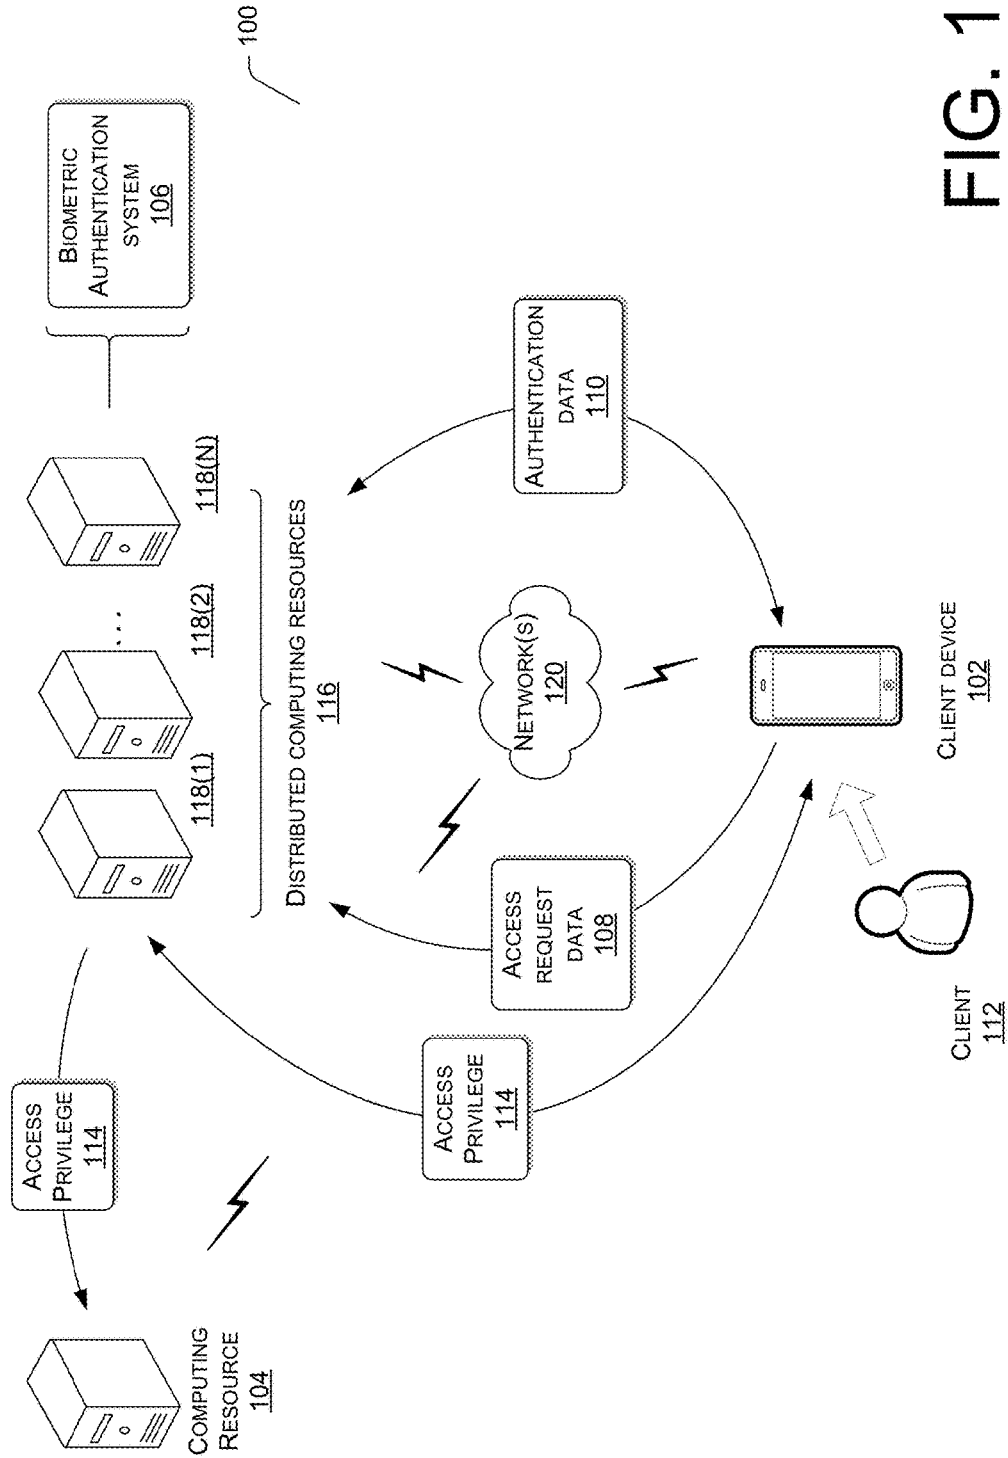 100
BIOMETRIC
AUTHENTICATION
SYSTEM
106
118(N)
118(2)
...
118(1)
DISTRIBUTED COMPUTING RESOURCES
116
AUTHENTICATION
DATA
110
NETWORK(S)
120
ACCESS
REQUEST
DATA
108
ACCESS
PRIVILEGE
114
ACCESS
PRIVILEGE
114
COMPUTING
RESOURCE
104
CLIENT DEVICE
102
CLIENT
112
FIG. 1